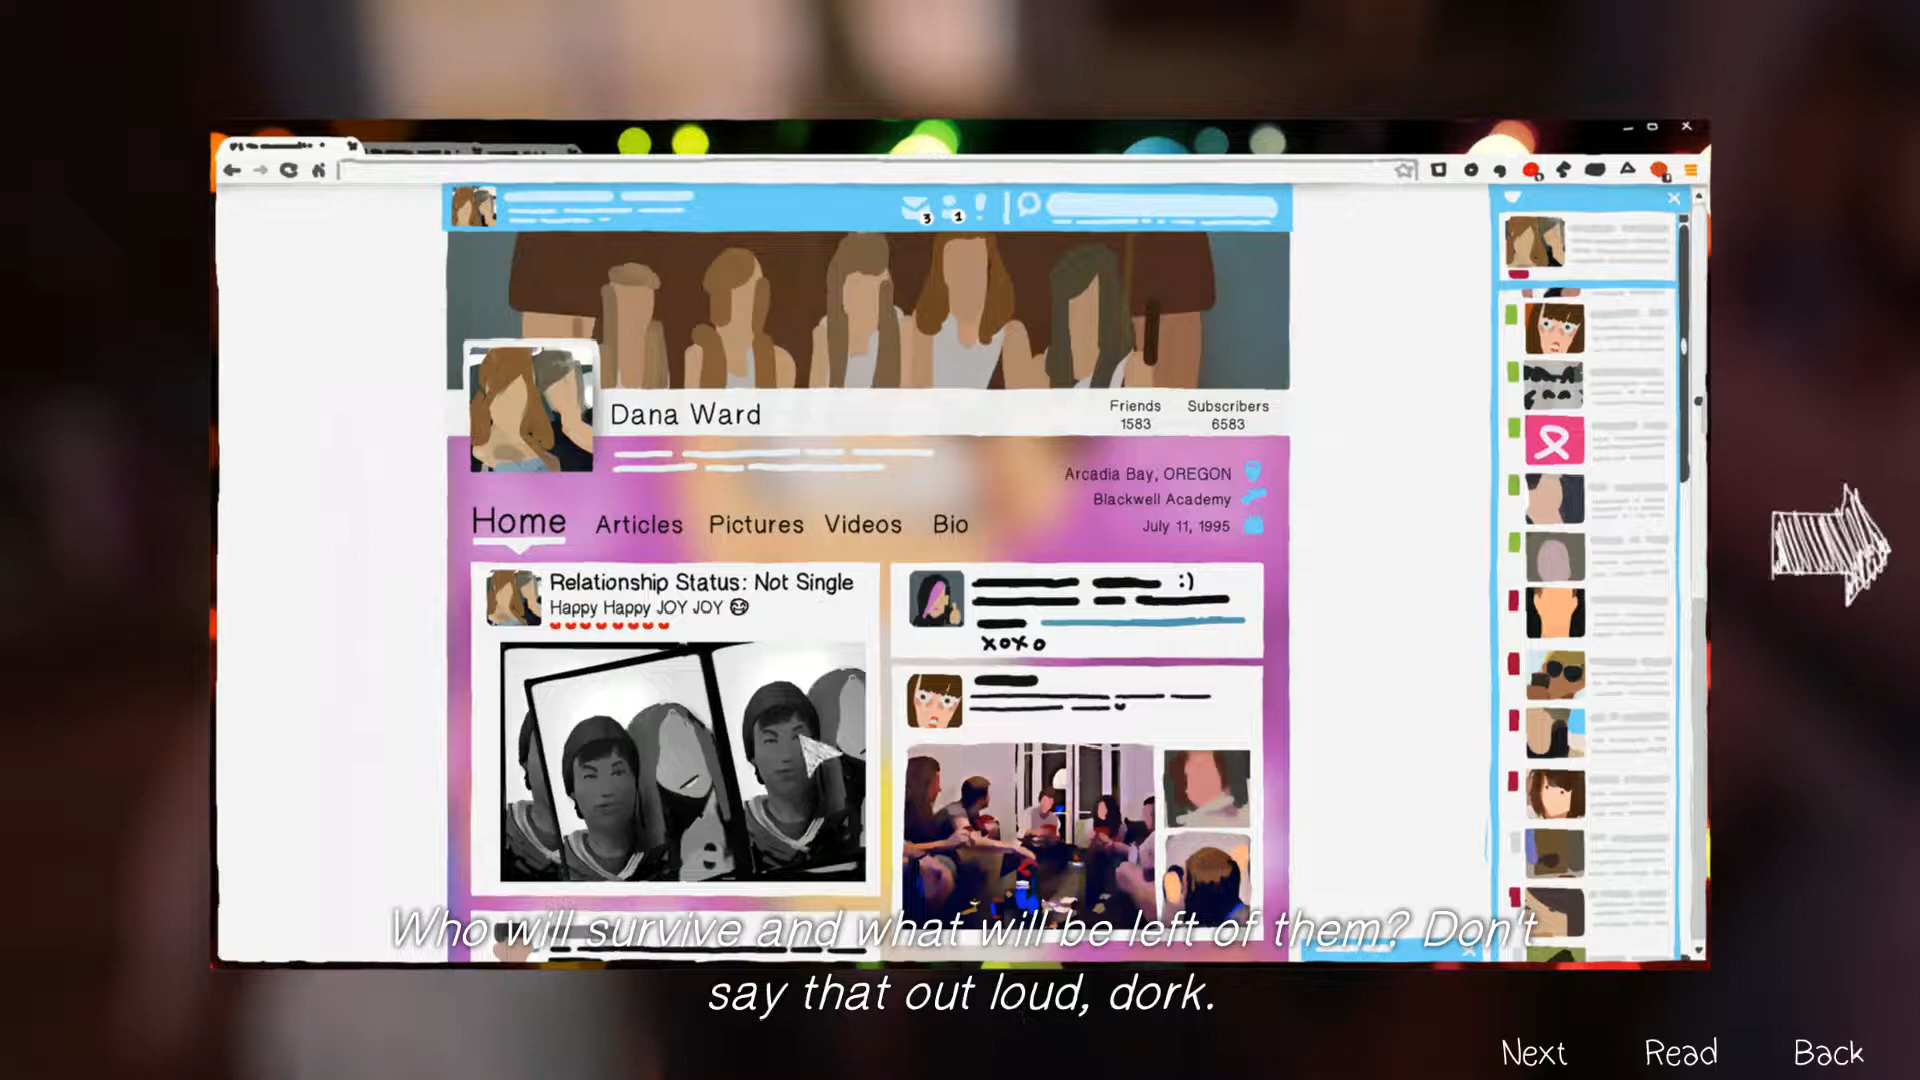 3
1
Dana Ward
Friends
1583
Subscribers
6583
Arcadia Bay, OREGON
Blackwell Academy
July 11, 1995
Home
Articles
Pictures
Videos
Bio
Relationship Status: Not Single
Happy Happy JOY JOY
:)
xoxo
Who will survive and what will be left of them? Don't
say that out loud, dork.
Next
Read
Back